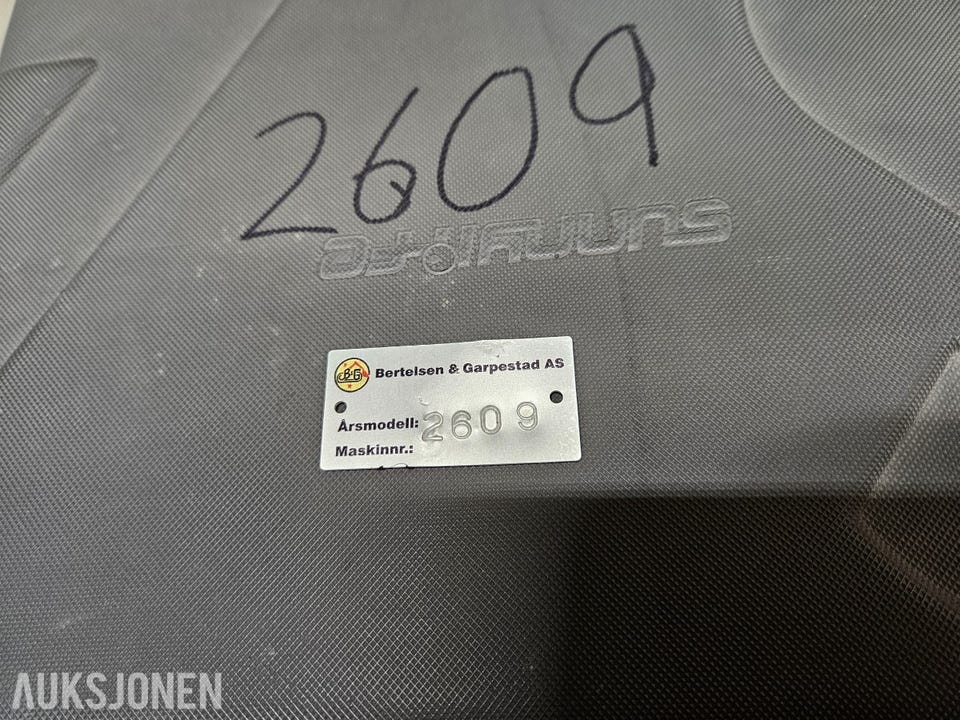 2609
B&G
Bertelsen & Garpestad AS
Årsmodell: 2609
Maskinnr.:
AUKSJONEN